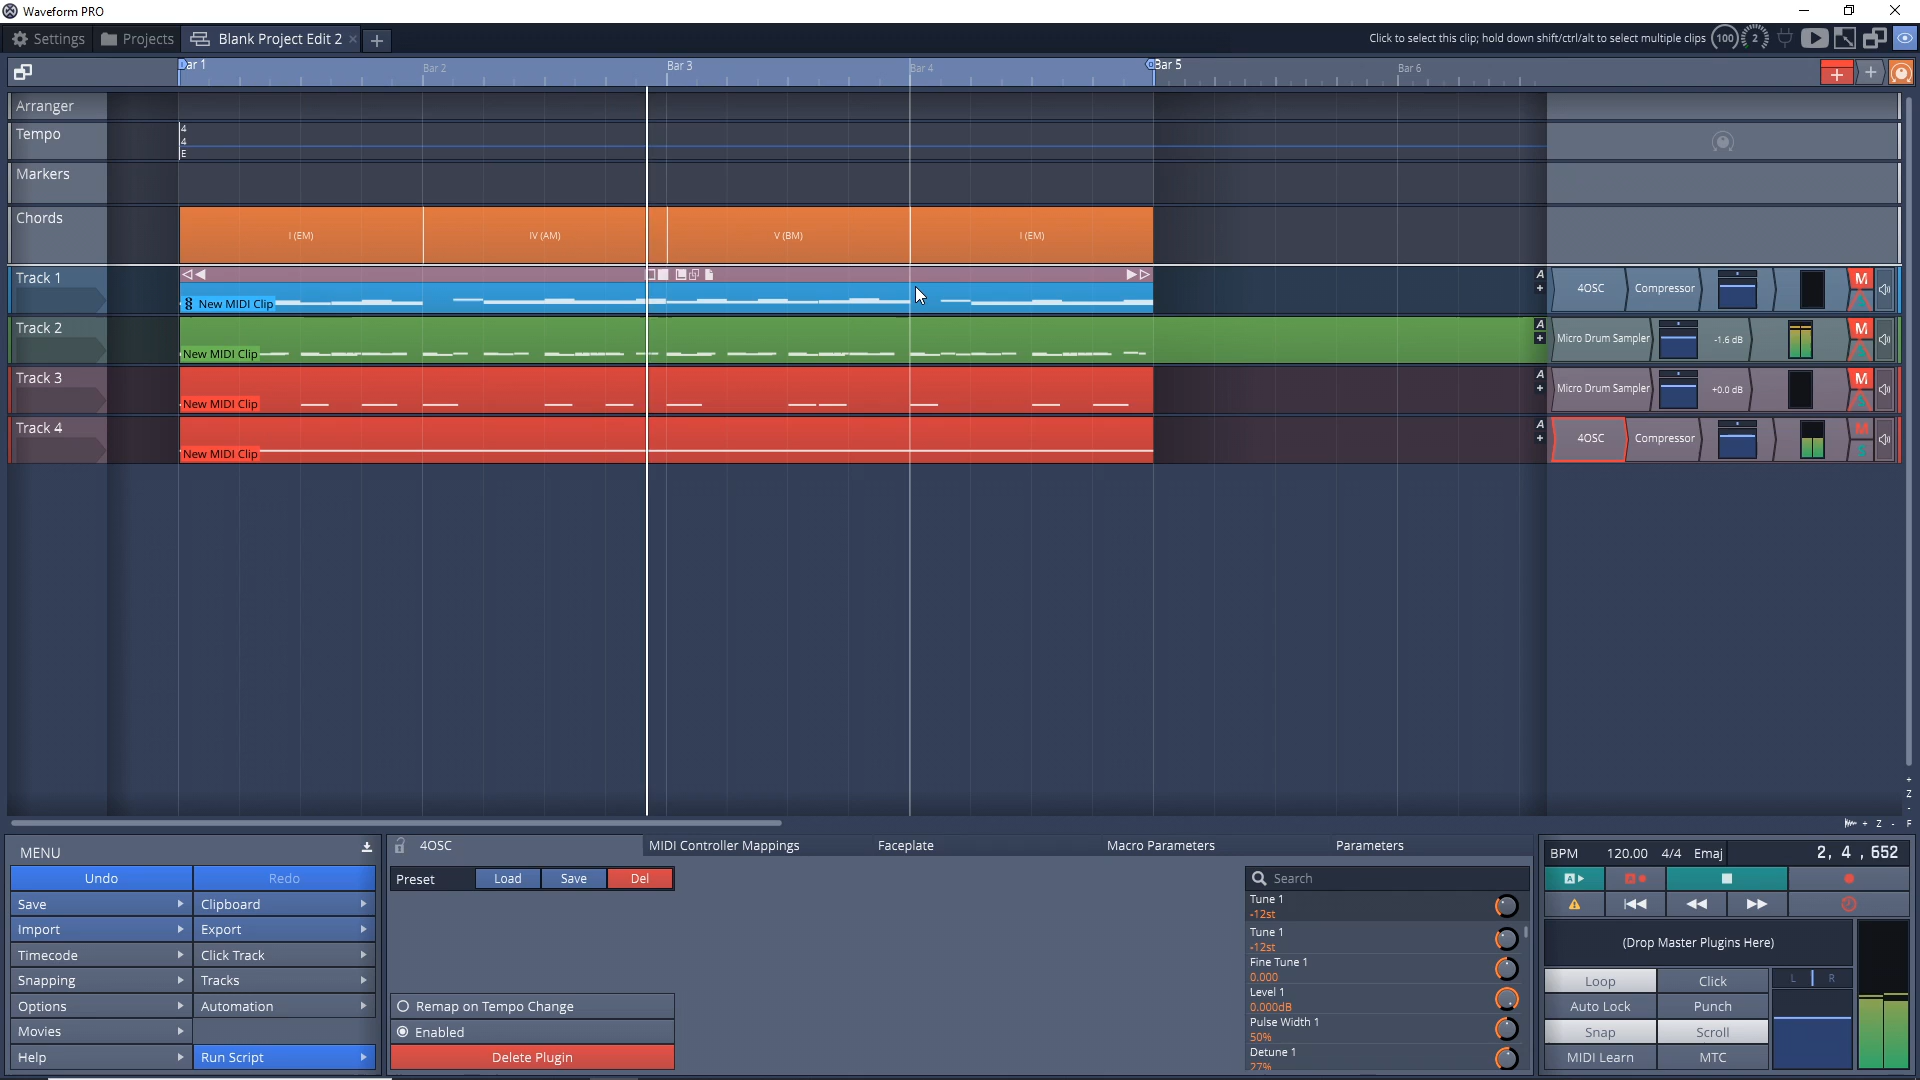 Waveform PRO
Settings
Projects
Blank Project Edit 2
Click to select this clip; hold down shift/ctrl/alt to select multiple clips
100
2
Bar 1
Bar 2
Bar 3
Bar 4
Bar 5
Bar 6
Arranger
Tempo
4
4
E
Markers
Chords
I (EM)
IV (AM)
V (BM)
I (EM)
Track 1
New MIDI Clip
A
4OSC
Compressor
M
Track 2
New MIDI Clip
A
Micro Drum Sampler
-1.6 dB
M
Track 3
New MIDI Clip
A
Micro Drum Sampler
+0.0 dB
M
Track 4
New MIDI Clip
A
4OSC
Compressor
M
S
Z
+ Z - F
MENU
Undo
Redo
Save
Clipboard
Import
Export
Timecode
Click Track
Snapping
Tracks
Options
Automation
Movies
Help
Run Script
4OSC
MIDI Controller Mappings
Faceplate
Macro Parameters
Parameters
Preset
Load
Save
Del
Remap on Tempo Change
Enabled
Delete Plugin
Search
Tune 1
-12st
Tune 1
-12st
Fine Tune 1
0.000
Level 1
0.000dB
Pulse Width 1
50%
Detune 1
27%
BPM 120.00 4/4 Emaj
2, 4 , 652
A
A
(Drop Master Plugins Here)
Loop
Click
L R
Auto Lock
Punch
Snap
Scroll
MIDI Learn
MTC